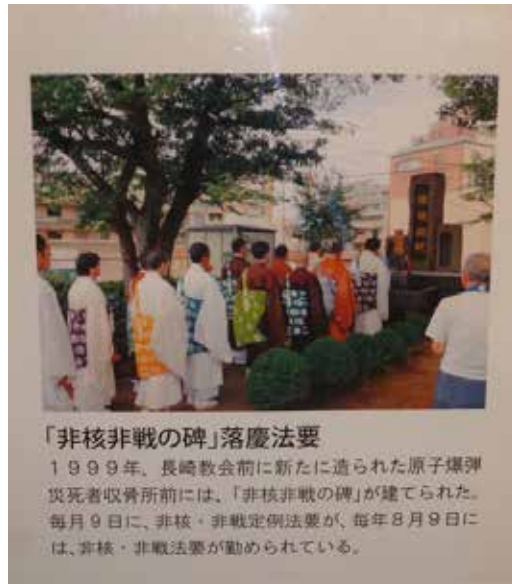 「非核非戦の碑」落慶法要
１９９９年、長崎教会前に新たに造られた原子爆弾
災死者収骨所前には、「非核非戦の碑」が建てられた。
毎月９日に、非核・非戦定例法要が、毎年８月９日に
は、非核・非戦法要が勤められている。